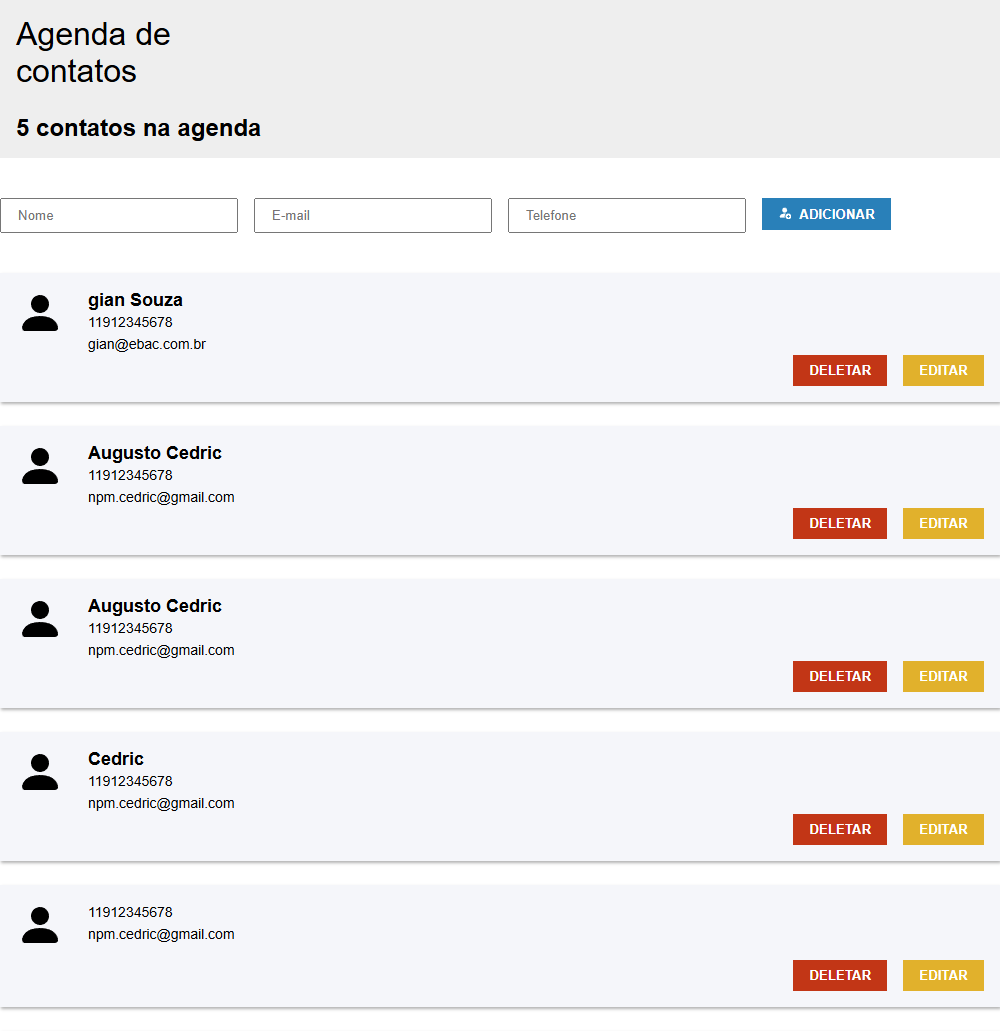 Agenda de
contatos
5 contatos na agenda
Nome E-mail Telefone ADICIONAR
gian Souza
11912345678
gian@ebac.com.br
DELETAR EDITAR
Augusto Cedric
11912345678
npm.cedric@gmail.com
DELETAR EDITAR
Augusto Cedric
11912345678
npm.cedric@gmail.com
DELETAR EDITAR
Cedric
11912345678
npm.cedric@gmail.com
DELETAR EDITAR
11912345678
npm.cedric@gmail.com
DELETAR EDITAR